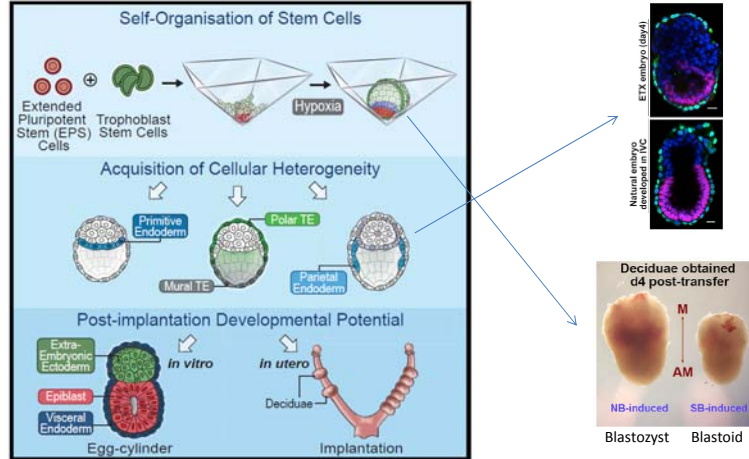 Self-Organisation of Stem Cells
Extended
Pluripotent
Stem (EPS)
Cells
Trophoblast
Stem Cells
Hypoxia
Acquisition of Cellular Heterogeneity
Primitive
Endoderm
Polar TE
Mural TE
Parietal
Endoderm
Post-implantation Developmental Potential
Extra-
Embryonic
Ectoderm
Epiblast
Visceral
Endoderm
in vitro
Egg-cylinder
in utero
Deciduae
Implantation
ETX embryo (day4)
Natural embryo
developed in IVC
Deciduae obtained
d4 post-transfer
M
AM
NB-induced
SB-induced
Blastozyst
Blastoid